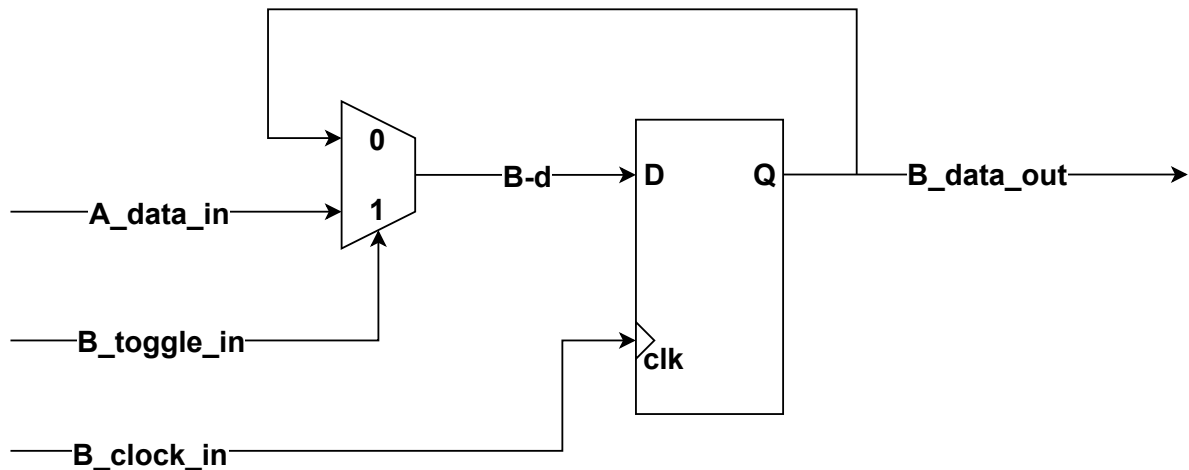 0
1
A_data_in
B_toggle_in
B_clock_in
B-d
D
Q
clk
B_data_out